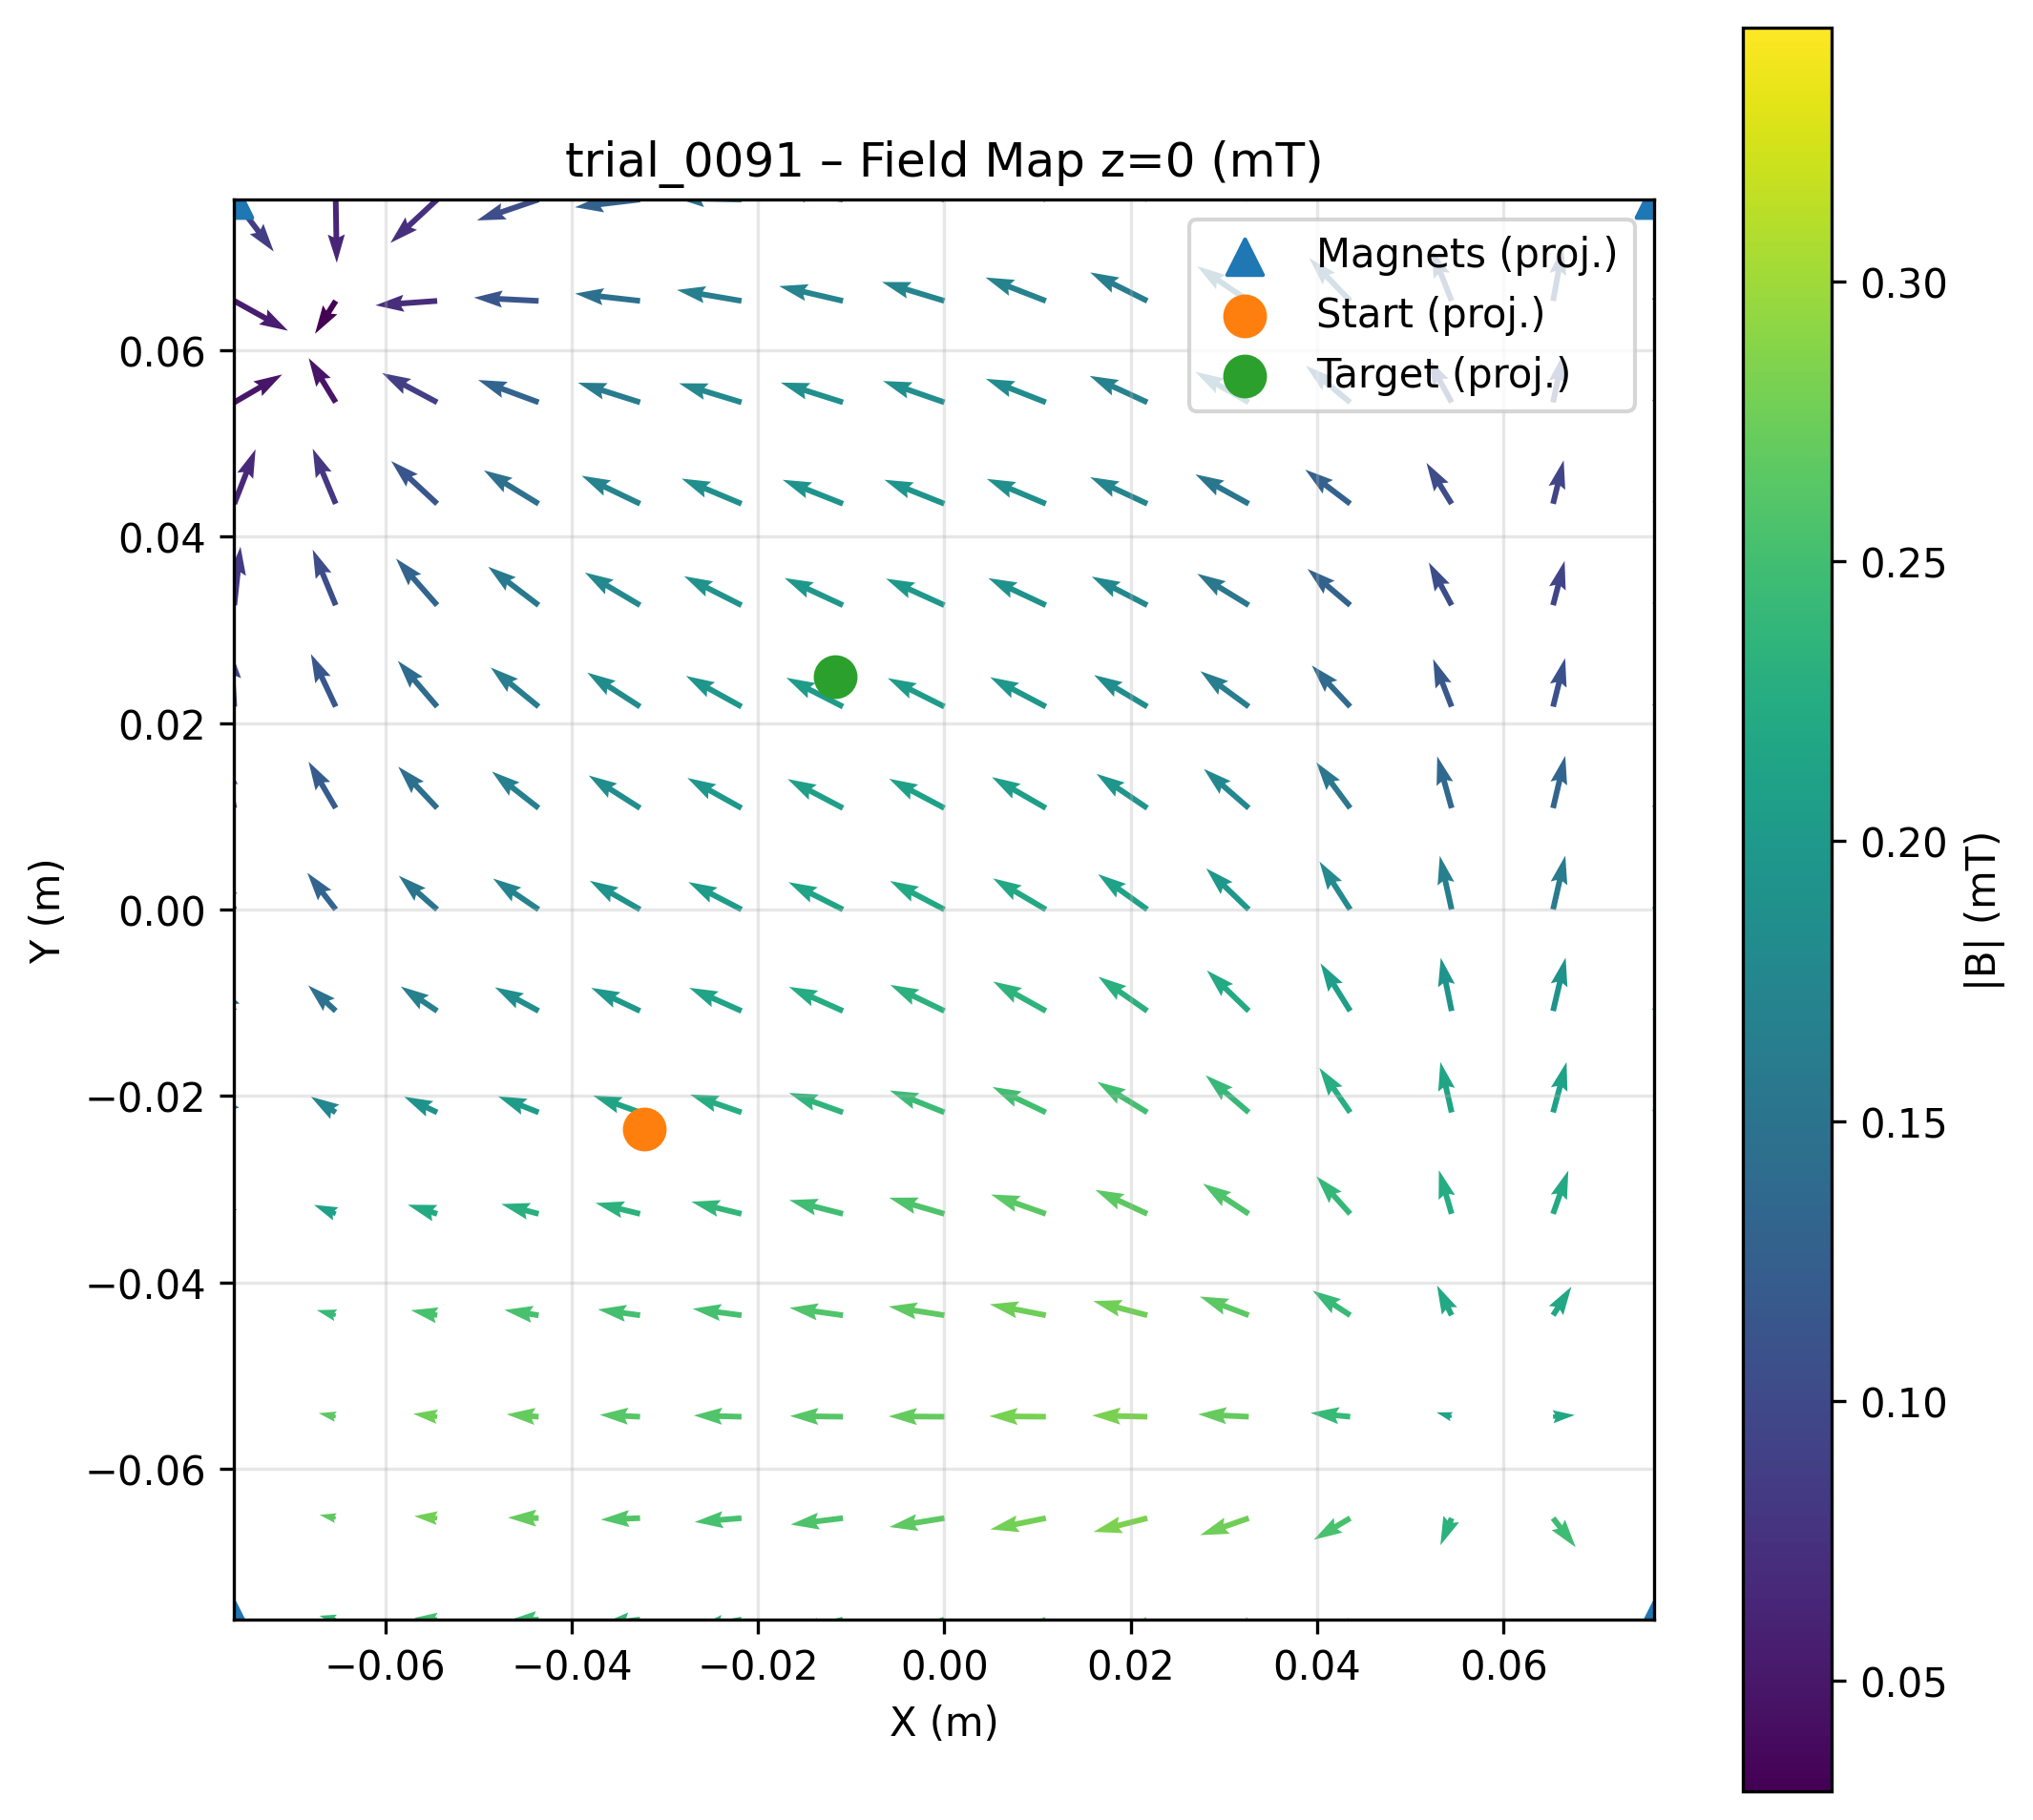 trial_0091 – Field Map z=0 (mT)
Magnets (proj.)
Start (proj.)
Target (proj.)
0.06
0.04
0.02
0.00
−0.02
−0.04
−0.06
Y (m)
−0.06
−0.04
−0.02
0.00
0.02
0.04
0.06
X (m)
0.30
0.25
0.20
0.15
0.10
0.05
|B| (mT)